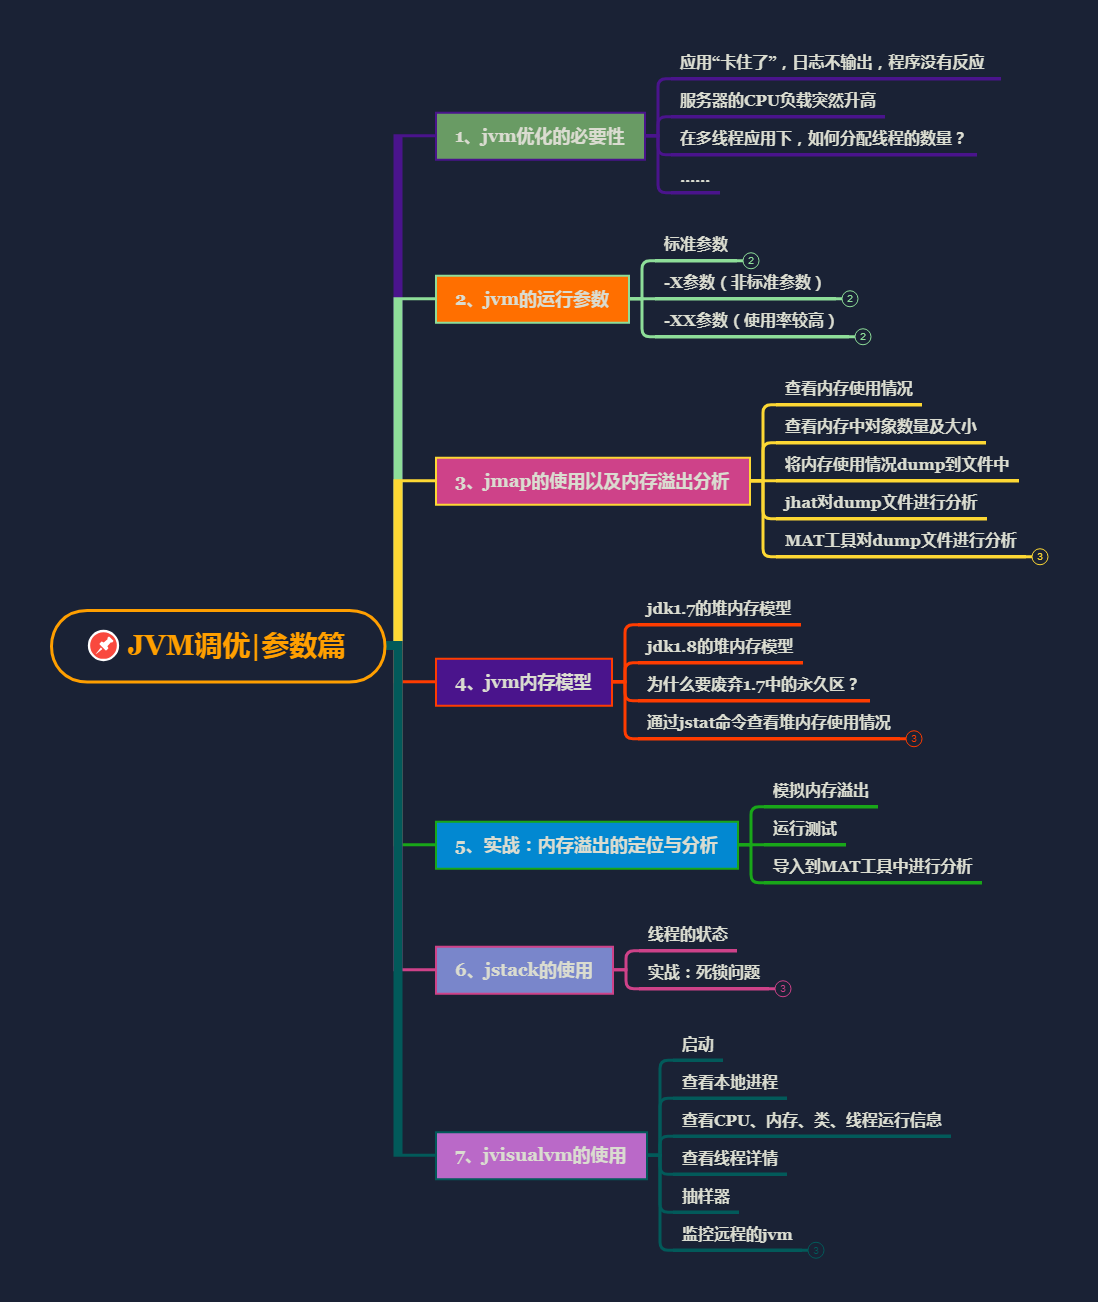 JVM调优|参数篇
1、jvm优化的必要性
应用“卡住了”，日志不输出，程序没有反应
服务器的CPU负载突然升高
在多线程应用下，如何分配线程的数量？
······
2、jvm的运行参数
标准参数 2
-X参数（非标准参数） 2
-XX参数（使用率较高） 2
3、jmap的使用以及内存溢出分析
查看内存使用情况
查看内存中对象数量及大小
将内存使用情况dump到文件中
jhat对dump文件进行分析
MAT工具对dump文件进行分析 3
4、jvm内存模型
jdk1.7的堆内存模型
jdk1.8的堆内存模型
为什么要废弃1.7中的永久区？
通过jstat命令查看堆内存使用情况 3
5、实战：内存溢出的定位与分析
模拟内存溢出
运行测试
导入到MAT工具中进行分析
6、jstack的使用
线程的状态
实战：死锁问题 3
7、jvisualvm的使用
启动
查看本地进程
查看CPU、内存、类、线程运行信息
查看线程详情
抽样器
监控远程的jvm 3